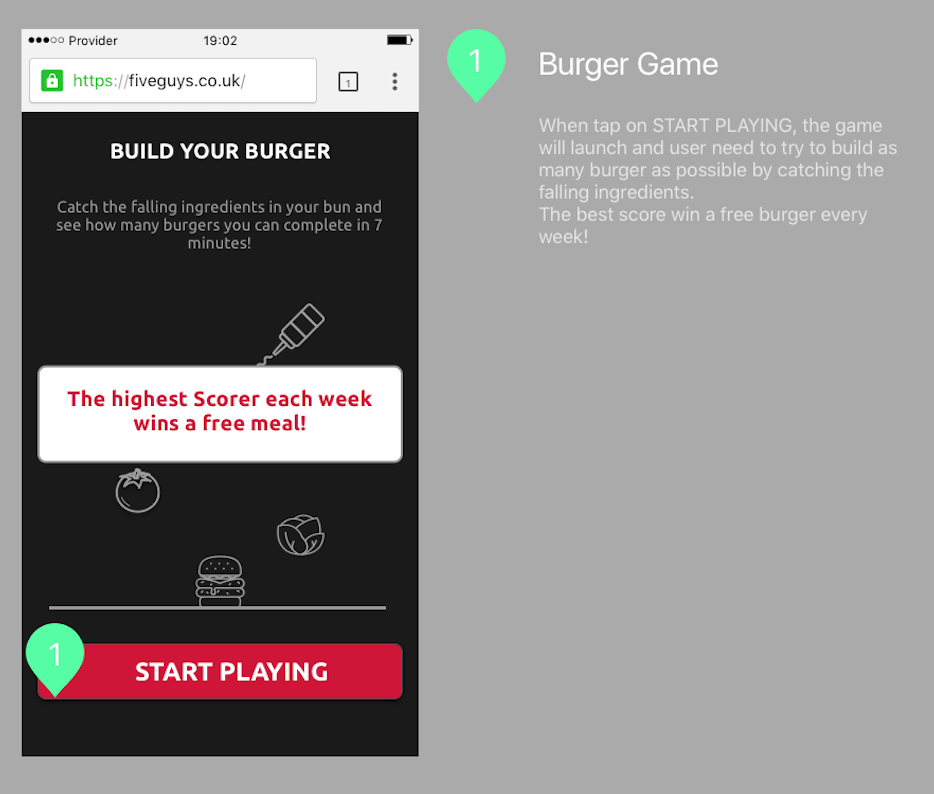 Provider
19:02
https://fiveguys.co.uk/
1
BUILD YOUR BURGER
Catch the falling ingredients in your bun and
see how many burgers you can complete in 7
minutes!
The highest Scorer each week
wins a free meal!
1
START PLAYING
1
Burger Game
When tap on START PLAYING, the game
will launch and user need to try to build as
many burger as possible by catching the
falling ingredients.
The best score win a free burger every
week!